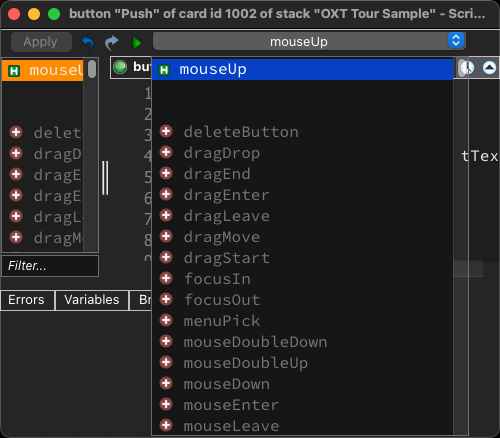 button "Push" of card id 1002 of stack "OXT Tour Sample" - Scri...
Apply
mouseUp
H mouseU
delet
dragD
dragE
dragE
dragL
dragM
Filter...
Errors
Variables
Br
bu
1
2
3
4
5
6
7
8
tTex
H mouseUp
deleteButton
dragDrop
dragEnd
dragEnter
dragLeave
dragMove
dragStart
focusIn
focusOut
menuPick
mouseDoubleDown
mouseDoubleUp
mouseDown
mouseEnter
mouseLeave